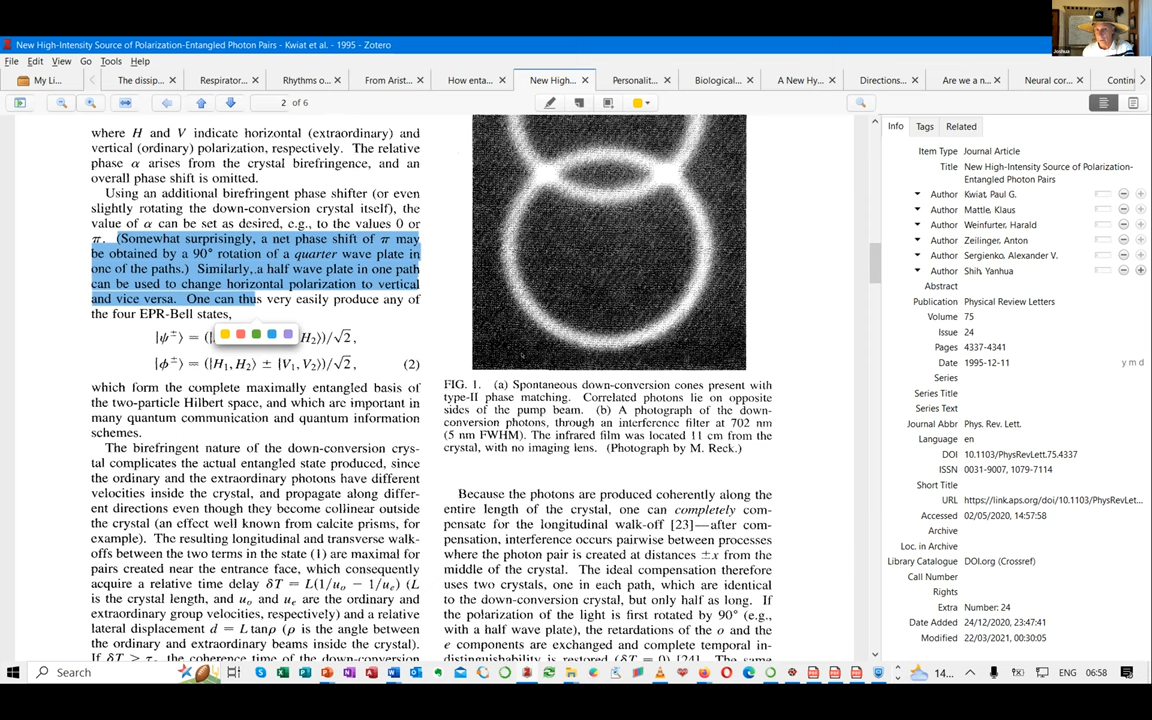 Joshua
New High-Intensity Source of Polarization-Entangled Photon Pairs - Kwiat et al. - 1995 - Zotero
File Edit View Go Tools Help
My Li...
The dissip...
Respirator...
Rhythms o...
From Arist...
How enta...
New High...
Personalit...
Biological...
A New Hy...
Directions...
Are we a n...
Neural cor...
Contin
2 of 6
where H and V indicate horizontal (extraordinary) and
vertical (ordinary) polarization, respectively. The relative
phase α arises from the crystal birefringence, and an
overall phase shift is omitted.
Using an additional birefringent phase shifter (or even
slightly rotating the down-conversion crystal itself), the
value of α can be set as desired, e.g., to the values 0 or
π. (Somewhat surprisingly, a net phase shift of π may
be obtained by a 90° rotation of a quarter wave plate in
one of the paths.) Similarly, a half wave plate in one path
can be used to change horizontal polarization to vertical
and vice versa. One can thus very easily produce any of
the four EPR-Bell states,
|ψ±⟩ = (| H₂⟩)/√2,
|ϕ±⟩ = (|H₁, H₂⟩ ± |V₁, V₂⟩)/√2, (2)
which form the complete maximally entangled basis of
the two-particle Hilbert space, and which are important in
many quantum communication and quantum information
schemes.
The birefringent nature of the down-conversion crys-
tal complicates the actual entangled state produced, since
the ordinary and the extraordinary photons have different
velocities inside the crystal, and propagate along differ-
ent directions even though they become collinear outside
the crystal (an effect well known from calcite prisms, for
example). The resulting longitudinal and transverse walk-
offs between the two terms in the state (1) are maximal for
pairs created near the entrance face, which consequently
acquire a relative time delay δT = L(1/uₒ − 1/uₑ) (L
is the crystal length, and uₒ and uₑ are the ordinary and
extraordinary group velocities, respectively) and a relative
lateral displacement d = L tanρ (ρ is the angle between
the ordinary and extraordinary beams inside the crystal).
If δT > τ the coherence time of the down-conversion
FIG. 1. (a) Spontaneous down-conversion cones present with
type-II phase matching. Correlated photons lie on opposite
sides of the pump beam. (b) A photograph of the down-
conversion photons, through an interference filter at 702 nm
(5 nm FWHM). The infrared film was located 11 cm from the
crystal, with no imaging lens. (Photograph by M. Reck.)
Because the photons are produced coherently along the
entire length of the crystal, one can completely com-
pensate for the longitudinal walk-off [23]—after com-
pensation, interference occurs pairwise between processes
where the photon pair is created at distances ±x from the
middle of the crystal. The ideal compensation therefore
uses two crystals, one in each path, which are identical
to the down-conversion crystal, but only half as long. If
the polarization of the light is first rotated by 90° (e.g.,
with a half wave plate), the retardations of the o and the
e components are exchanged and complete temporal in-
distinguishability is restored (δT = 0) [24]. The same
Info Tags Related
Item Type Journal Article
Title New High-Intensity Source of Polarization-
Entangled Photon Pairs
Author Kwiat, Paul G.
Author Mattle, Klaus
Author Weinfurter, Harald
Author Zeilinger, Anton
Author Sergienko, Alexander V.
Author Shih, Yanhua
Abstract
Publication Physical Review Letters
Volume 75
Issue 24
Pages 4337-4341
Date 1995-12-11 y m d
Series
Series Title
Series Text
Journal Abbr Phys. Rev. Lett.
Language en
DOI 10.1103/PhysRevLett.75.4337
ISSN 0031-9007, 1079-7114
Short Title
URL https://link.aps.org/doi/10.1103/PhysRevLet...
Accessed 02/05/2020, 14:57:58
Archive
Loc. in Archive
Library Catalogue DOI.org (Crossref)
Call Number
Rights
Extra Number: 24
Date Added 24/12/2020, 23:47:41
Modified 22/03/2021, 00:30:05
Search
14...
ENG
06:58